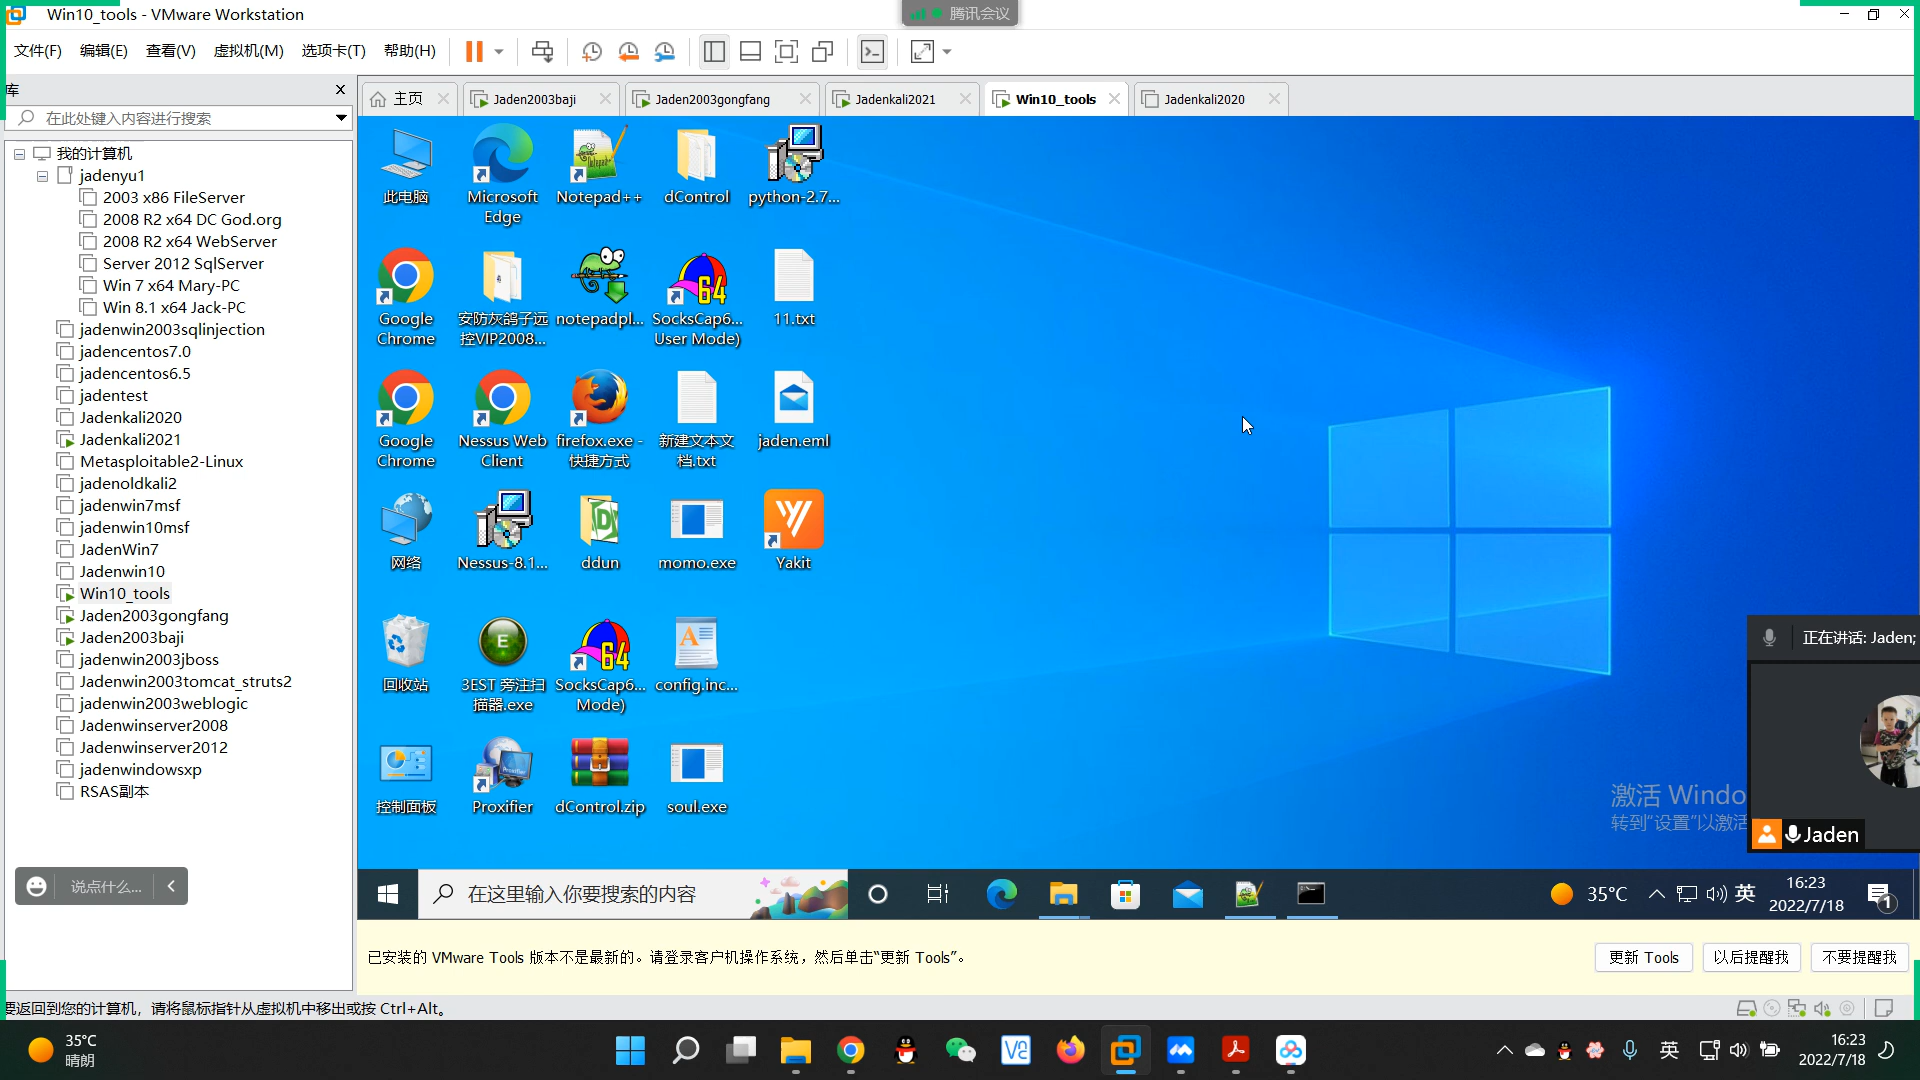 Win10_tools - VMware Workstation
腾讯会议
文件(F) 编辑(E) 查看(V) 虚拟机(M) 选项卡(T) 帮助(H)
库
在此处键入内容进行搜索
主页
Jaden2003baji
Jaden2003gongfang
Jadenkali2021
Win10_tools
Jadenkali2020
我的计算机
jadenyu1
2003 x86 FileServer
2008 R2 x64 DC God.org
2008 R2 x64 WebServer
Server 2012 SqlServer
Win 7 x64 Mary-PC
Win 8.1 x64 Jack-PC
jadenwin2003sqlinjection
jadencentos7.0
jadencentos6.5
jadentest
Jadenkali2020
Jadenkali2021
Metasploitable2-Linux
jadenoldkali2
jadenwin7msf
jadenwin10msf
JadenWin7
Jadenwin10
Win10_tools
Jaden2003gongfang
Jaden2003baji
jadenwin2003jboss
Jadenwin2003tomcat_struts2
jadenwin2003weblogic
Jadenwinserver2008
Jadenwinserver2012
jadenwindowsxp
RSAS副本
说点什么...
此电脑
Microsoft
Edge
Notepad++
dControl
python-2.7...
Google
Chrome
安防灰鸽子远
控VIP2008...
notepadpl...
SocksCap6...
User Mode)
11.txt
Google
Chrome
Nessus Web
Client
firefox.exe -
快捷方式
新建文本文
档.txt
jaden.eml
网络
Nessus-8.1...
ddun
momo.exe
Yakit
回收站
3EST 旁注扫
描器.exe
SocksCap6...
Mode)
config.inc...
控制面板
Proxifier
dControl.zip
soul.exe
正在讲话: Jaden;
激活 Windo
转到"设置"以激活
Jaden
在这里输入你要搜索的内容
35°C
英
16:23
2022/7/18
1
已安装的 VMware Tools 版本不是最新的。请登录客户机操作系统，然后单击“更新 Tools”。
更新 Tools
以后提醒我
不要提醒我
要返回到您的计算机，请将鼠标指针从虚拟机中移出或按 Ctrl+Alt。
35°C
晴朗
英
16:23
2022/7/18